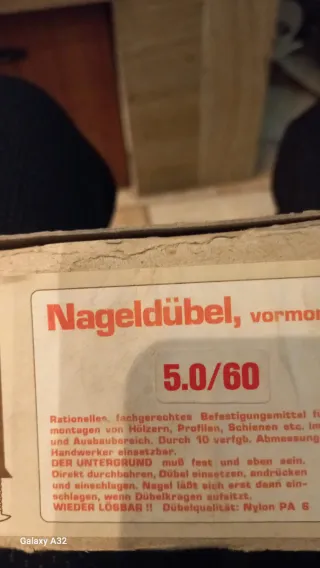 Nageldübel, vormon
5.0/60
Rationelles, fachgerechtes Befestigungsmittel fü
montagen von Hölzern, Profilen, Schienen etc. im
und Ausbaubereich. Durch 10 verfgb. Abmessung
Handwerker einsetzbar.
DER UNTERGRUND muß fest und eben sein.
Direkt durchbohren, Dübel einsetzen, andrücken
und einschlagen. Nagel läßt sich erst dann ein-
schlagen, wenn Dübelkragen aufsitzt.
WIEDER LÖSBAR !! Dübelqualität: Nylon PA 6
Galaxy A32